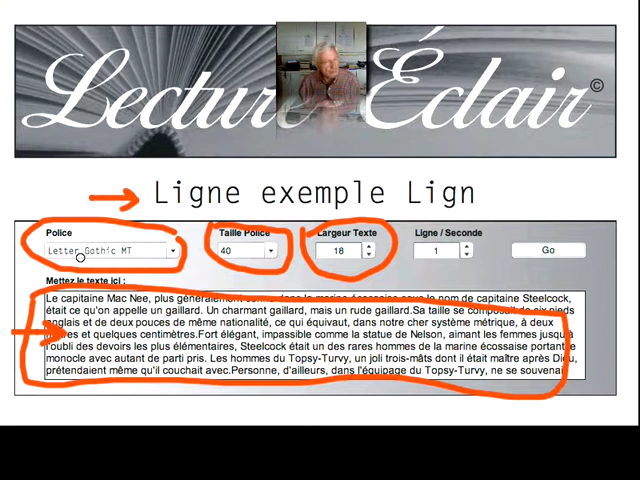 Lecture Éclair ©
Ligne exemple Lign
Police Taille Police Largeur Texte Ligne / Seconde
Letter Gothic MT 40 18 1 Go
Mettez le texte ici :
Le capitaine Mac Nee, plus généralement connu dans la marine écossaise sous le nom de capitaine Steelcock,
était ce qu'on appelle un gaillard. Un charmant gaillard, mais un rude gaillard.Sa taille se composait de six pieds
anglais et de deux pouces de même nationalité, ce qui équivaut, dans notre cher système métrique, à deux
mètres et quelques centimètres.Fort élégant, impassible comme la statue de Nelson, aimant les femmes jusqu'à
l'oubli des devoirs les plus élémentaires, Steelcock était un des rares hommes de la marine écossaise portant le
monocle avec autant de parti pris. Les hommes du Topsy-Turvy, un joli trois-mâts dont il était maître après Dieu,
prétendaient même qu'il couchait avec.Personne, d'ailleurs, dans l'équipage du Topsy-Turvy, ne se souvenait